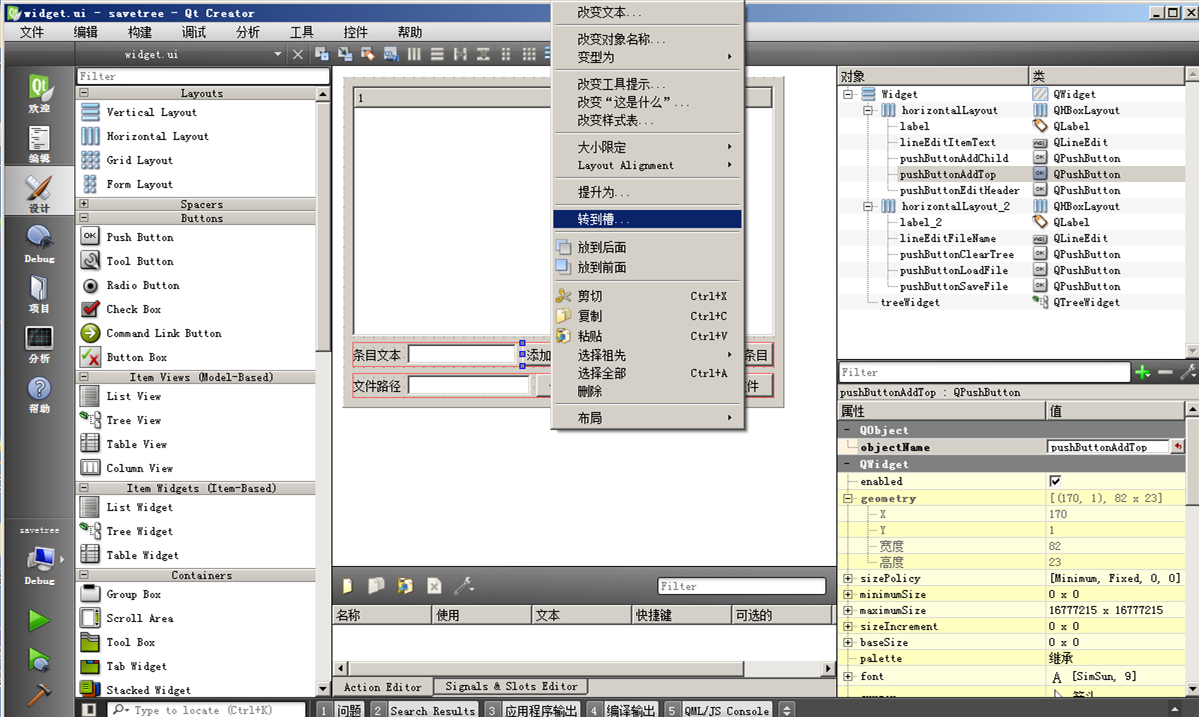 widget.ui - savetree - Qt Creator
文件 编辑 构建 调试 分析 工具 控件 帮助
widget.ui
欢迎
编辑
设计
Debug
项目
分析
帮助
savetree
Debug
Filter
Layouts
Vertical Layout
Horizontal Layout
Grid Layout
Form Layout
Spacers
Buttons
OK Push Button
Tool Button
Radio Button
Check Box
Command Link Button
Button Box
Item Views (Model-Based)
List View
Tree View
Table View
Column View
Item Widgets (Item-Based)
List Widget
Tree Widget
Table Widget
Containers
Group Box
Scroll Area
Tool Box
Tab Widget
Stacked Widget
1
条目文本 添加 条目
文件路径 件
改变文本...
改变对象名称...
变型为
改变工具提示...
改变“这是什么”...
改变样式表...
大小限定
Layout Alignment
提升为...
转到槽...
放到后面
放到前面
剪切 Ctrl+X
复制 Ctrl+C
粘贴 Ctrl+V
选择祖先
选择全部 Ctrl+A
删除
布局
Filter
名称 使用 文本 快捷键 可选的
Action Editor Signals & Slots Editor
对象 类
Widget QWidget
horizontalLayout QHBoxLayout
label QLabel
lineEditItemText QLineEdit
pushButtonAddChild QPushButton
pushButtonAddTop QPushButton
pushButtonEditHeader QPushButton
horizontalLayout_2 QHBoxLayout
label_2 QLabel
lineEditFileName QLineEdit
pushButtonClearTree QPushButton
pushButtonLoadFile QPushButton
pushButtonSaveFile QPushButton
treeWidget QTreeWidget
Filter
pushButtonAddTop : QPushButton
属性 值
QObject
objectName pushButtonAddTop
QWidget
enabled
geometry [(170, 1), 82 x 23]
X 170
Y 1
宽度 82
高度 23
sizePolicy [Minimum, Fixed, 0, 0]
minimumSize 0 x 0
maximumSize 16777215 x 16777215
sizeIncrement 0 x 0
baseSize 0 x 0
palette 继承
font A [SimSun, 9]
Type to locate (Ctrl+K) 1 问题 2 Search Results 3 应用程序输出 4 编译输出 5 QML/JS Console